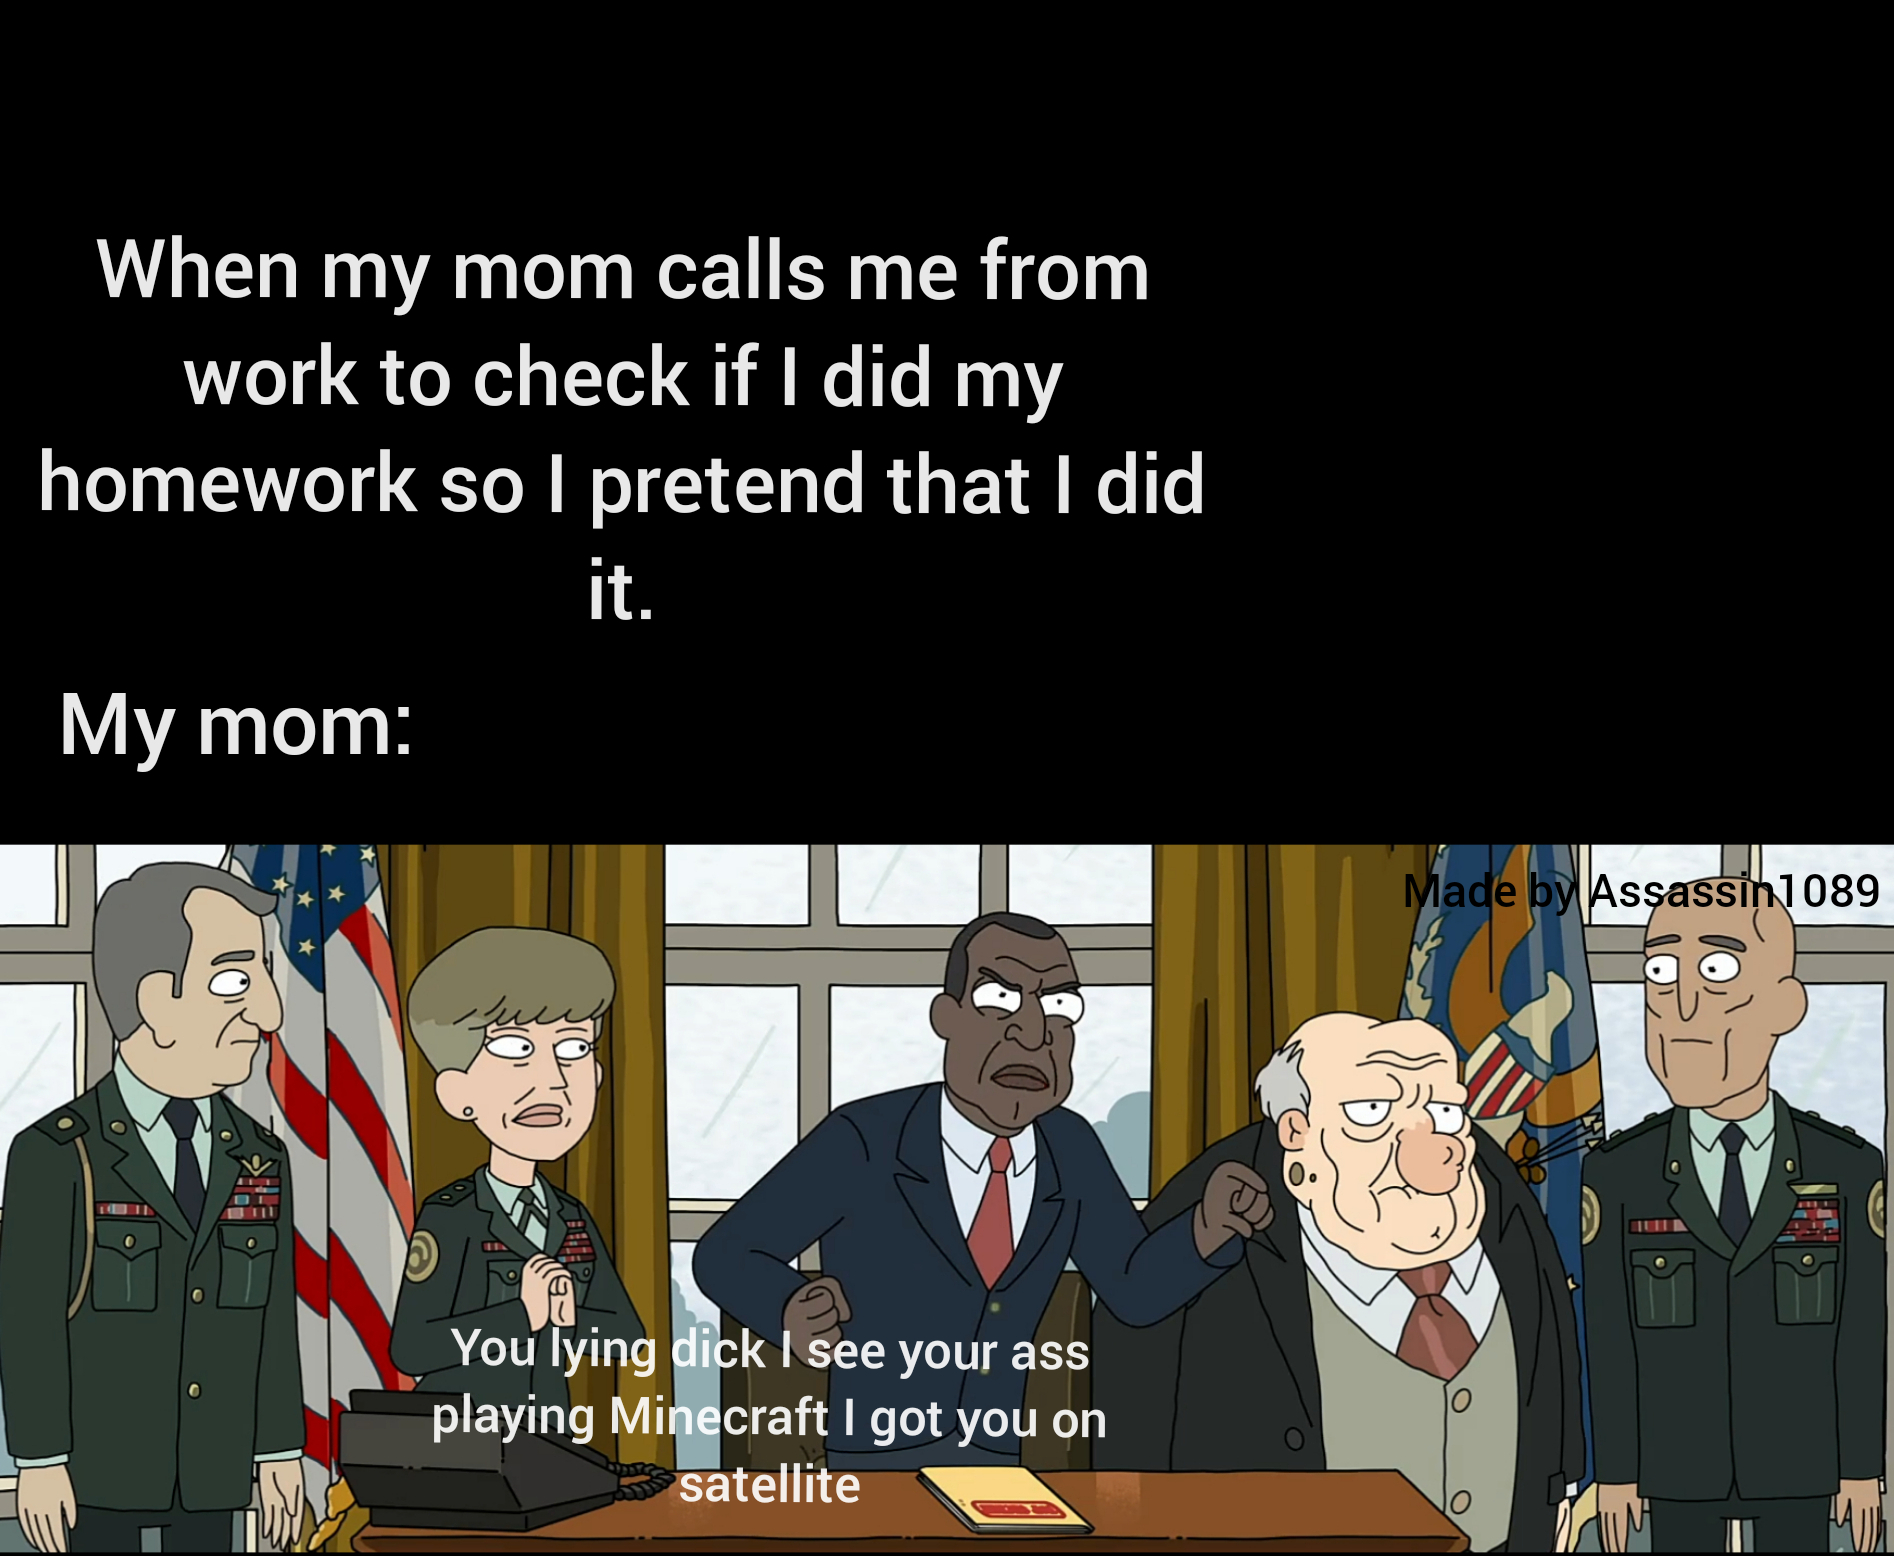 When my mom calls me from
work to check if I did my
homework so I pretend that I did
it.
My mom:
Made by Assassin1089
You lying dick I see your ass
playing Minecraft I got you on
satellite